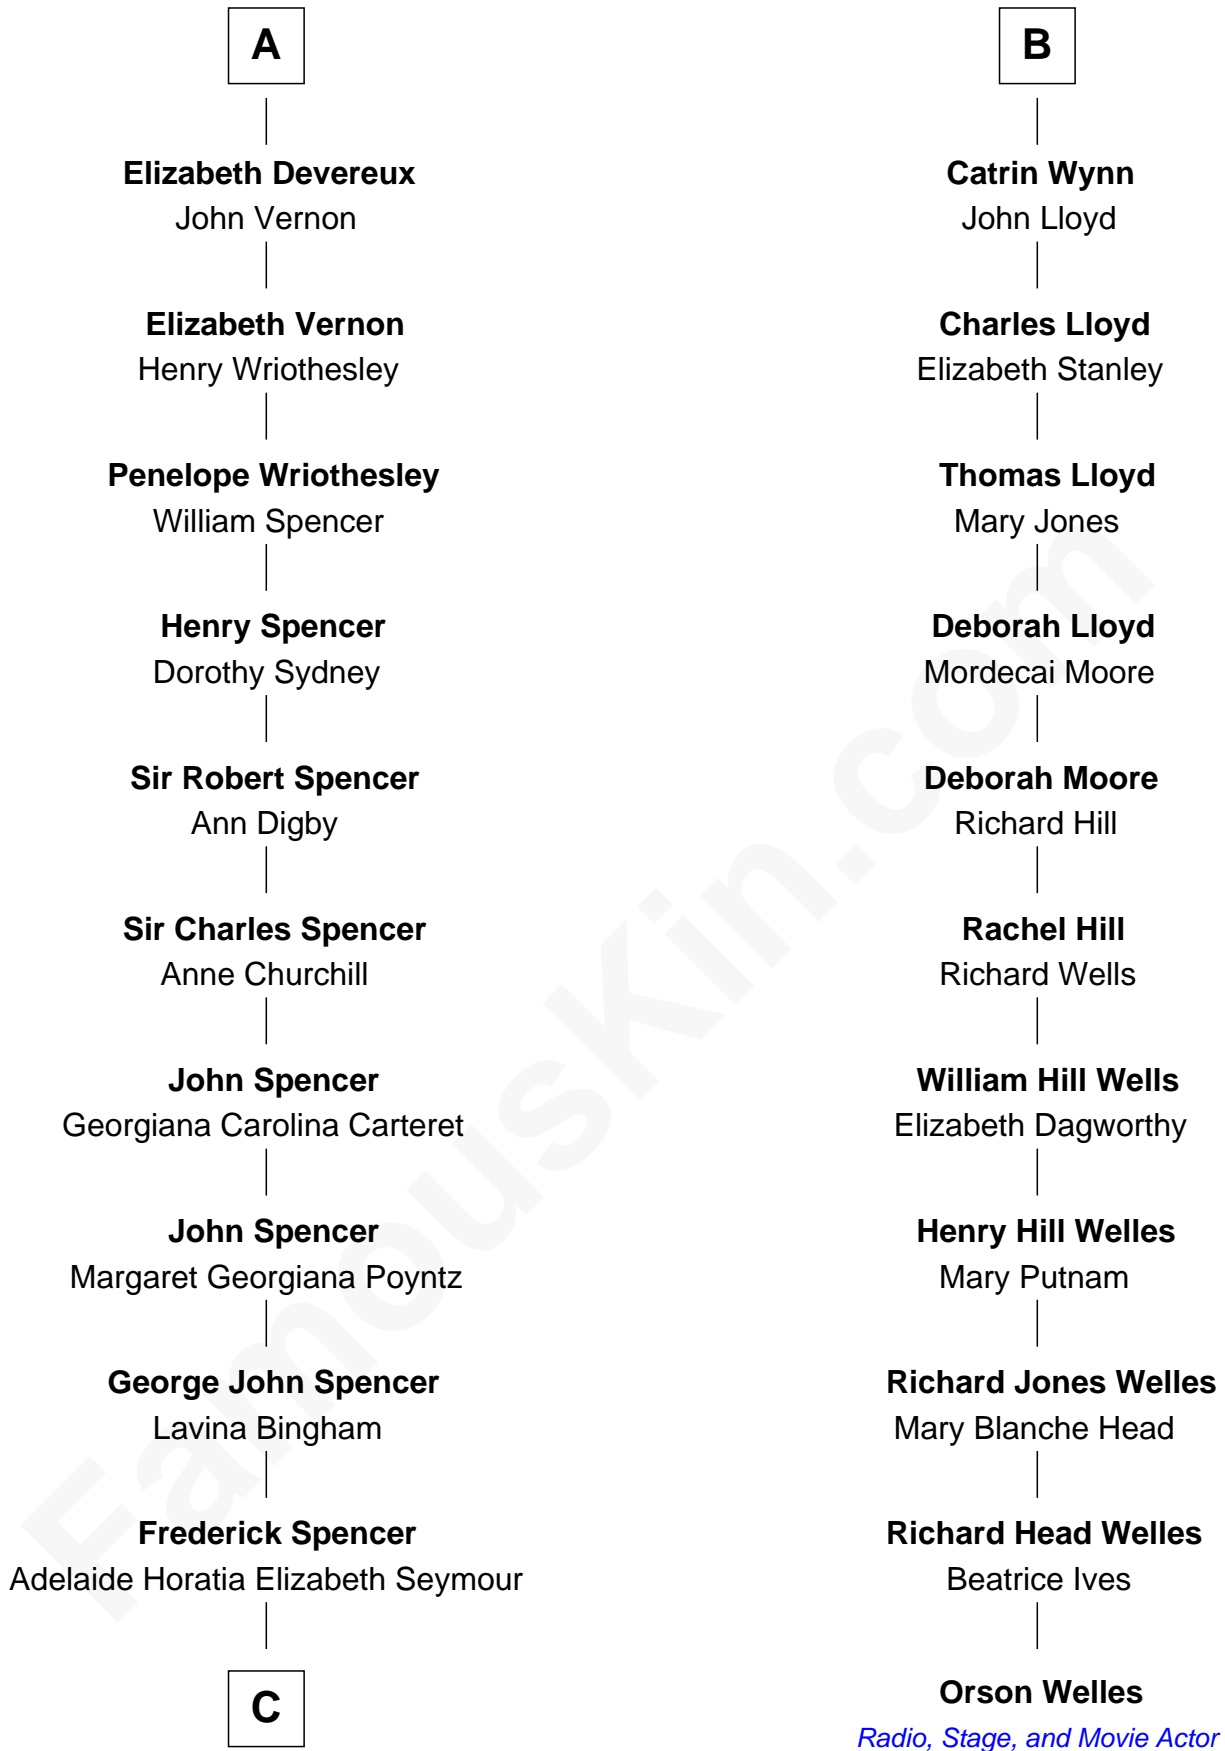 A
Elizabeth Devereux
John Vernon
Elizabeth Vernon
Henry Wriothesley
Penelope Wriothesley
William Spencer
Henry Spencer
Dorothy Sydney
Sir Robert Spencer
Ann Digby
Sir Charles Spencer
Anne Churchill
John Spencer
Georgiana Carolina Carteret
John Spencer
Margaret Georgiana Poyntz
George John Spencer
Lavina Bingham
Frederick Spencer
Adelaide Horatia Elizabeth Seymour
C
B
Catrin Wynn
John Lloyd
Charles Lloyd
Elizabeth Stanley
Thomas Lloyd
Mary Jones
Deborah Lloyd
Mordecai Moore
Deborah Moore
Richard Hill
Rachel Hill
Richard Wells
William Hill Wells
Elizabeth Dagworthy
Henry Hill Welles
Mary Putnam
Richard Jones Welles
Mary Blanche Head
Richard Head Welles
Beatrice Ives
Orson Welles
Radio, Stage, and Movie Actor
FamousKin.com